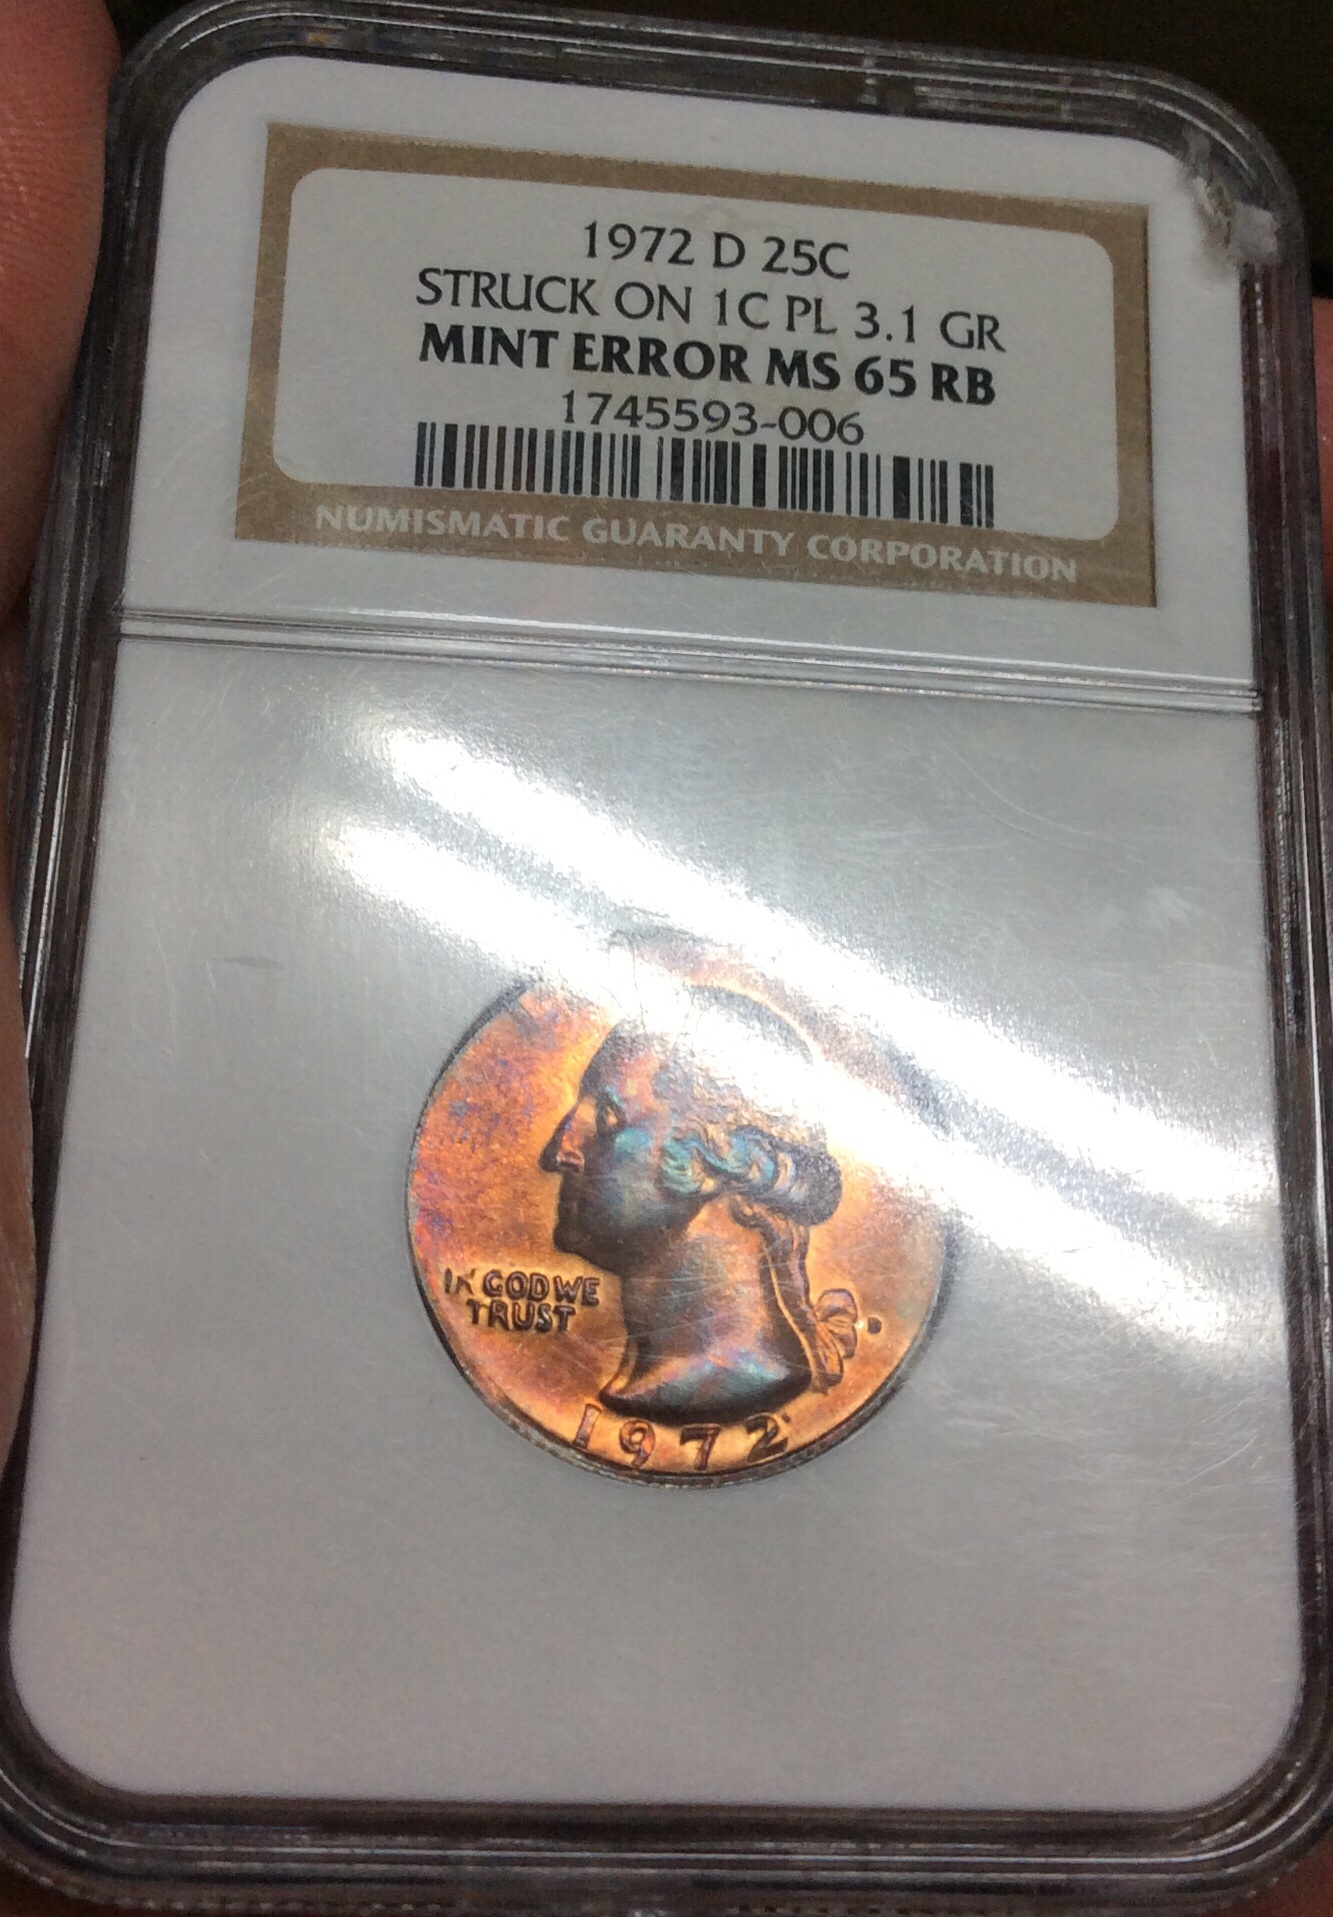 1972 D 25C
STRUCK ON 1C PL 3.1 GR
MINT ERROR MS 65 RB
1745593-006
NUMISMATIC GUARANTY CORPORATION
IN GOD WE
TRUST
1972